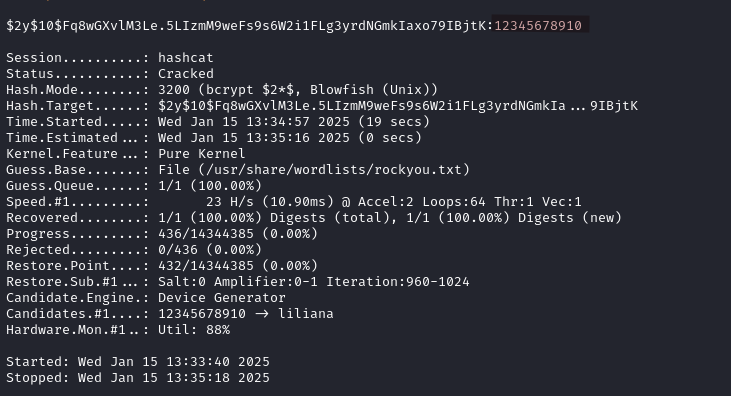 $2y$10$Fq8wGXvlM3Le.5LIzmM9weFs9s6W2i1FLg3yrdNGmkIaxo79IBjtK:12345678910
Session..........: hashcat
Status...........: Cracked
Hash.Mode........: 3200 (bcrypt $2*$, Blowfish (Unix))
Hash.Target......: $2y$10$Fq8wGXvlM3Le.5LIzmM9weFs9s6W2i1FLg3yrdNGmkIa...9IBjtK
Time.Started.....: Wed Jan 15 13:34:57 2025 (19 secs)
Time.Estimated...: Wed Jan 15 13:35:16 2025 (0 secs)
Kernel.Feature...: Pure Kernel
Guess.Base.......: File (/usr/share/wordlists/rockyou.txt)
Guess.Queue......: 1/1 (100.00%)
Speed.#1.........:       23 H/s (10.90ms) @ Accel:2 Loops:64 Thr:1 Vec:1
Recovered........: 1/1 (100.00%) Digests (total), 1/1 (100.00%) Digests (new)
Progress.........: 436/14344385 (0.00%)
Rejected.........: 0/436 (0.00%)
Restore.Point....: 432/14344385 (0.00%)
Restore.Sub.#1...: Salt:0 Amplifier:0-1 Iteration:960-1024
Candidate.Engine.: Device Generator
Candidates.#1....: 12345678910 -> liliana
Hardware.Mon.#1..: Util: 88%
Started: Wed Jan 15 13:33:40 2025
Stopped: Wed Jan 15 13:35:18 2025